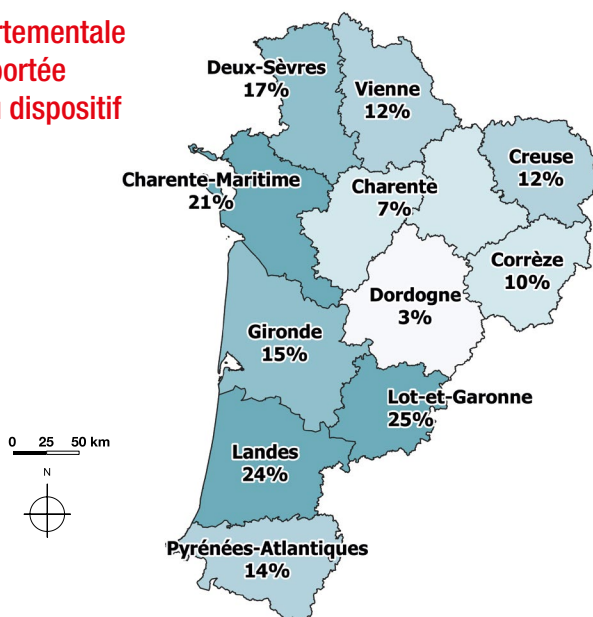 rtementale
portée
dispositif
Deux-Sèvres
17%
Vienne
12%
Creuse
12%
Charente-Maritime
21%
Charente
7%
Corrèze
10%
Dordogne
3%
Gironde
15%
Lot-et-Garonne
25%
Landes
24%
Pyrénées-Atlantiques
14%
0 25 50 km
N